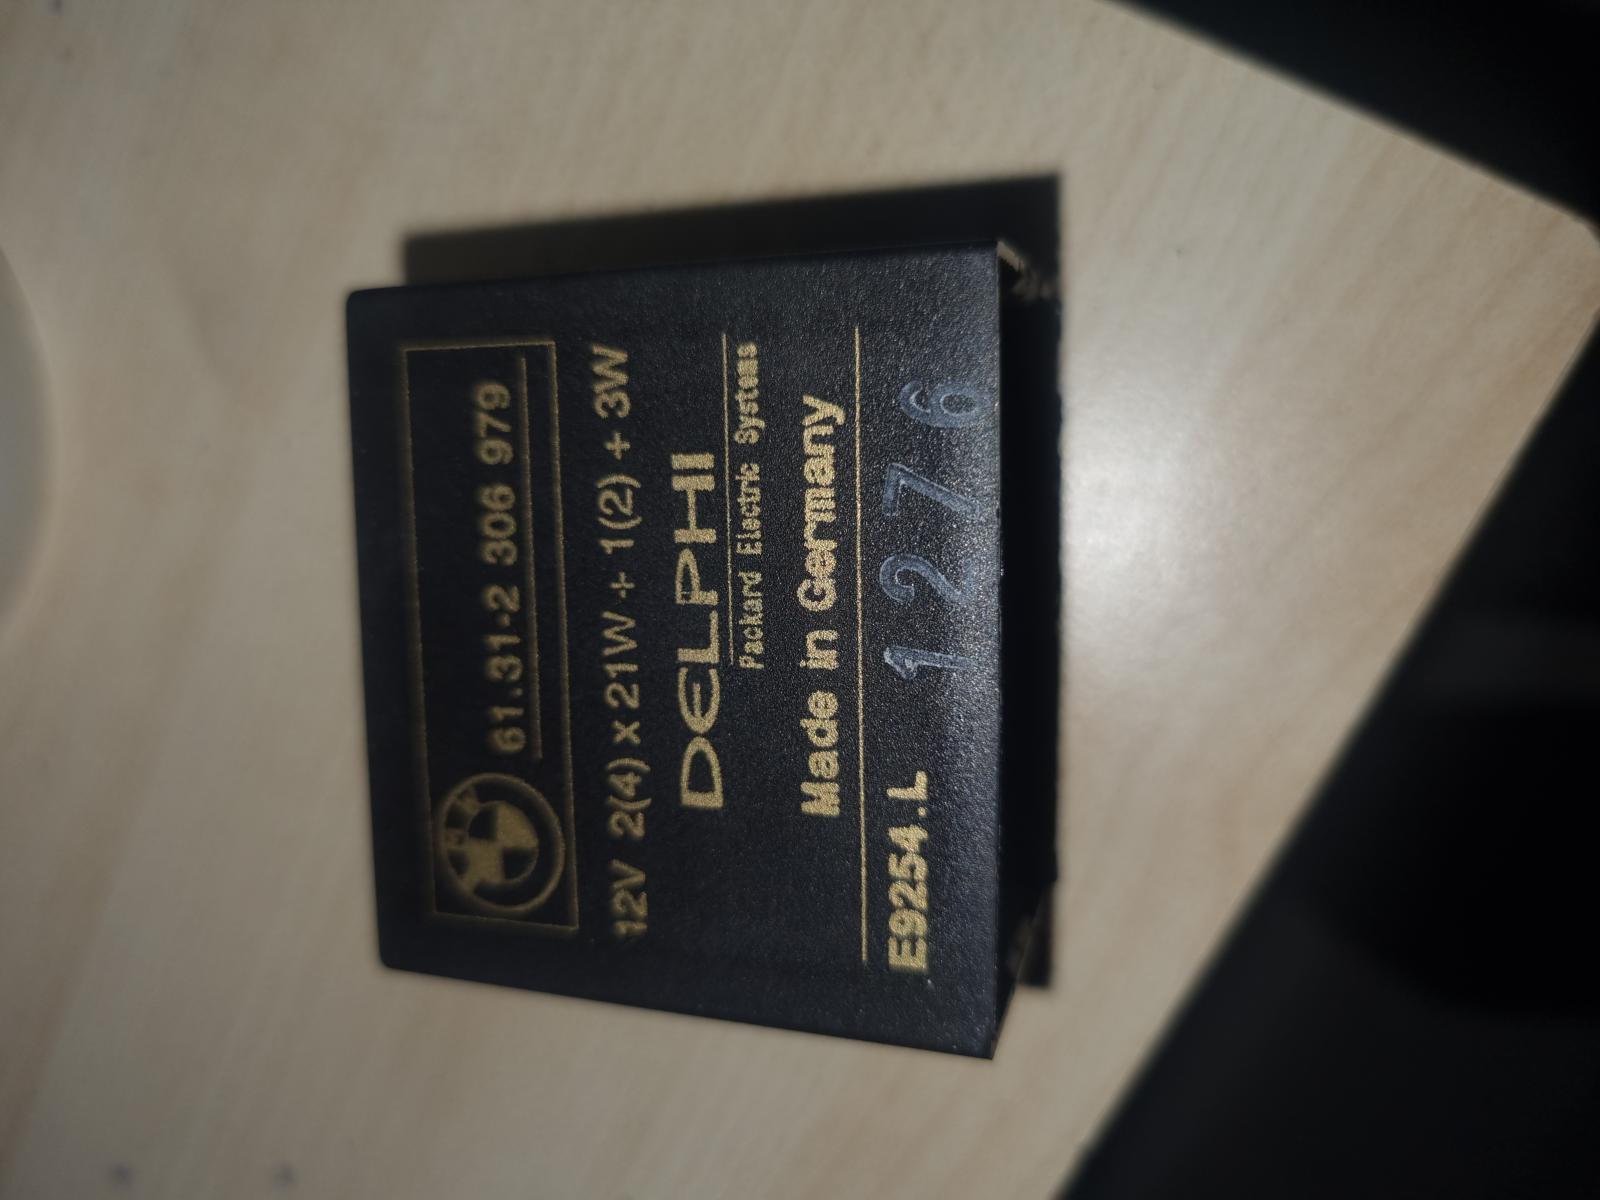 BMW
61.31-2 306 979
12V 2(4) x 21W + 1(2) + 3W
DELPHI
Packard Electric Systems
Made in Germany
E9254.L 1276